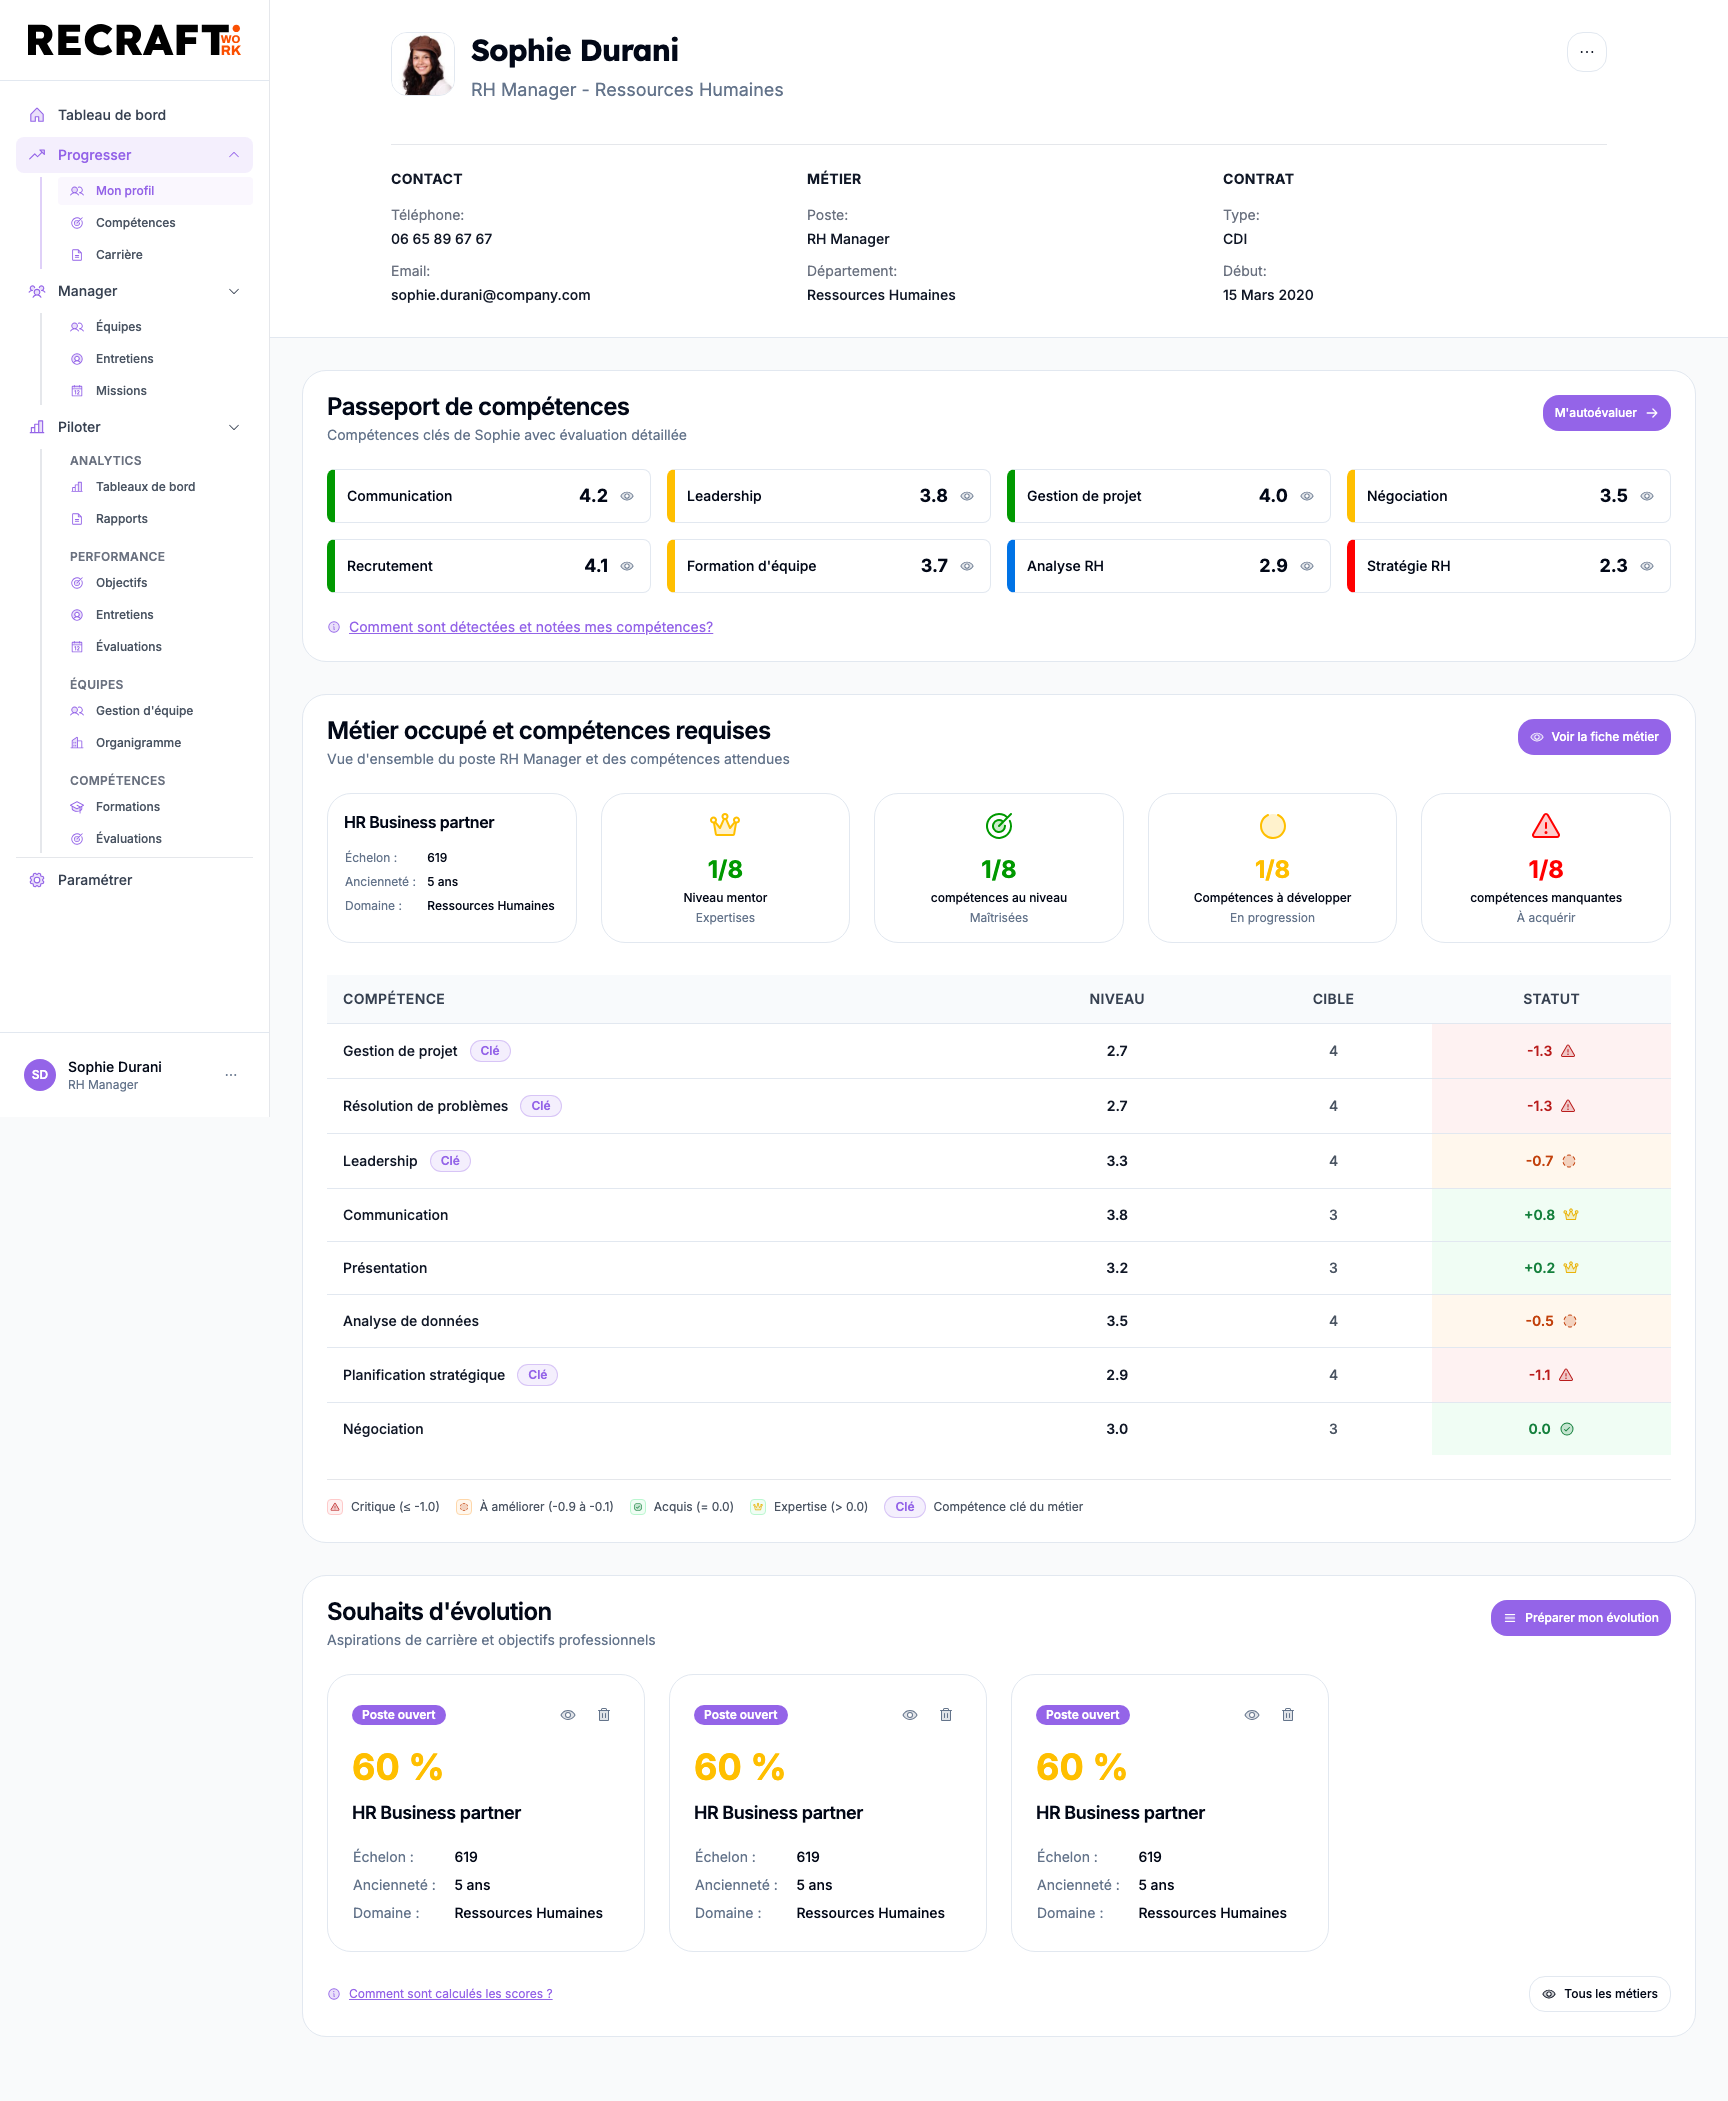 RECRAFT WORK
Tableau de bord
Progresser
Mon profil
Compétences
Carrière
Manager
Équipes
Entretiens
Missions
Piloter
ANALYTICS
Tableaux de bord
Rapports
PERFORMANCE
Objectifs
Entretiens
Évaluations
ÉQUIPES
Gestion d'équipe
Organigramme
COMPÉTENCES
Formations
Évaluations
Paramétrer
SD Sophie Durani
RH Manager
Sophie Durani
RH Manager - Ressources Humaines
CONTACT
Téléphone:
06 65 89 67 67
Email:
sophie.durani@company.com
MÉTIER
Poste:
RH Manager
Département:
Ressources Humaines
CONTRAT
Type:
CDI
Début:
15 Mars 2020
Passeport de compétences
Compétences clés de Sophie avec évaluation détaillée
M'autoévaluer
Communication 4.2
Leadership 3.8
Gestion de projet 4.0
Négociation 3.5
Recrutement 4.1
Formation d'équipe 3.7
Analyse RH 2.9
Stratégie RH 2.3
Comment sont détectées et notées mes compétences?
Métier occupé et compétences requises
Vue d'ensemble du poste RH Manager et des compétences attendues
Voir la fiche métier
HR Business partner
Échelon : 619
Ancienneté : 5 ans
Domaine : Ressources Humaines
1/8
Niveau mentor
Expertises
1/8
compétences au niveau
Maîtrisées
1/8
Compétences à développer
En progression
1/8
compétences manquantes
À acquérir
COMPÉTENCE NIVEAU CIBLE STATUT
Gestion de projet Clé 2.7 4 -1.3
Résolution de problèmes Clé 2.7 4 -1.3
Leadership Clé 3.3 4 -0.7
Communication 3.8 3 +0.8
Présentation 3.2 3 +0.2
Analyse de données 3.5 4 -0.5
Planification stratégique Clé 2.9 4 -1.1
Négociation 3.0 3 0.0
Critique (≤ -1.0) À améliorer (-0.9 à -0.1) Acquis (= 0.0) Expertise (> 0.0) Clé Compétence clé du métier
Souhaits d'évolution
Aspirations de carrière et objectifs professionnels
Préparer mon évolution
Poste ouvert
60 %
HR Business partner
Échelon : 619
Ancienneté : 5 ans
Domaine : Ressources Humaines
Poste ouvert
60 %
HR Business partner
Échelon : 619
Ancienneté : 5 ans
Domaine : Ressources Humaines
Poste ouvert
60 %
HR Business partner
Échelon : 619
Ancienneté : 5 ans
Domaine : Ressources Humaines
Comment sont calculés les scores ?
Tous les métiers